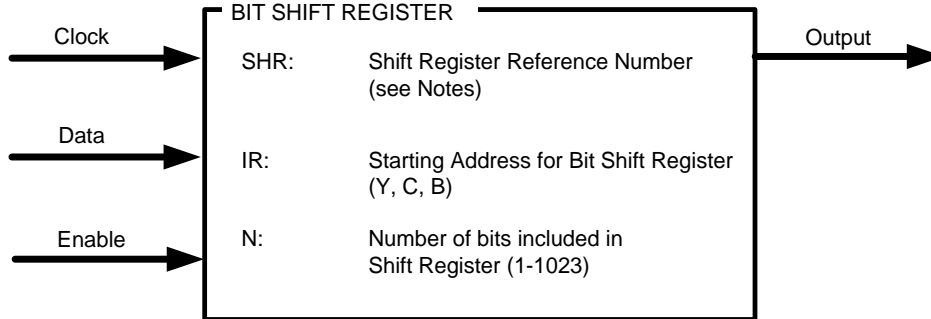 BIT SHIFT REGISTER
Clock
SHR: Shift Register Reference Number
(see Notes)
Output
Data
IR: Starting Address for Bit Shift Register
(Y, C, B)
Enable
N: Number of bits included in
Shift Register (1-1023)